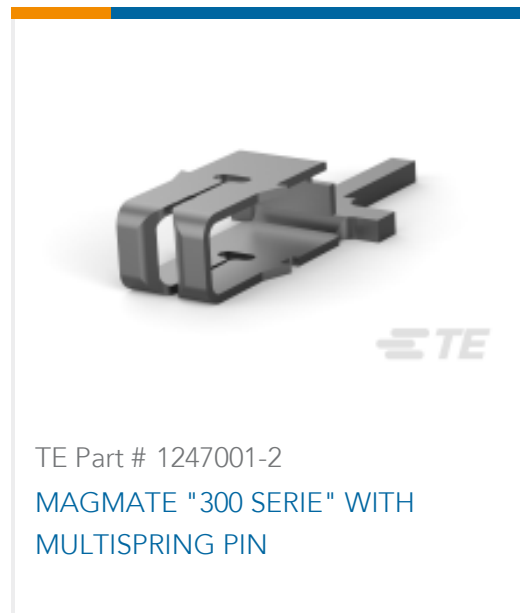 TE
TE Part # 1247001-2
MAGMATE "300 SERIE" WITH
MULTISPRING PIN